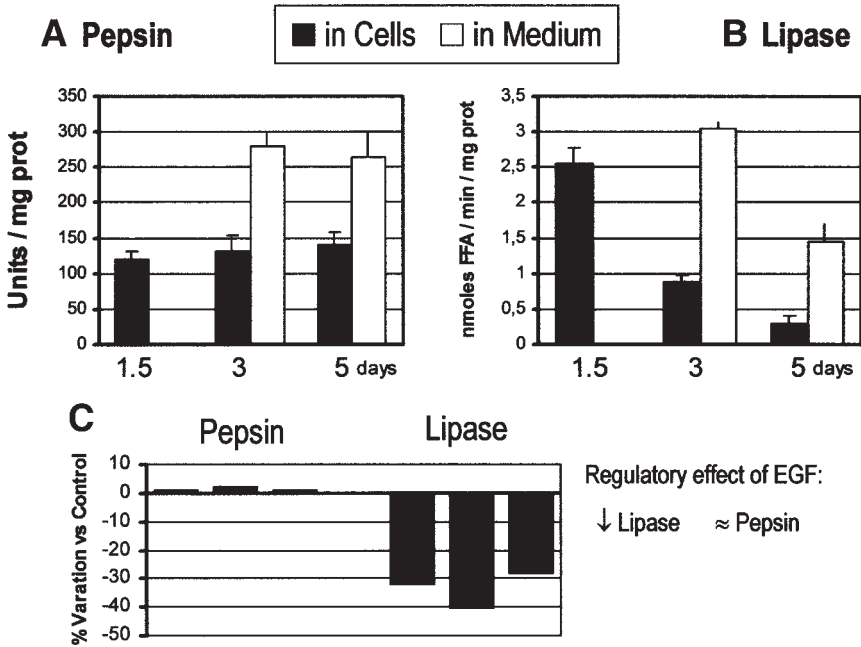 A Pepsin
in Cells in Medium
B Lipase
Units / mg prot
350
300
250
200
150
100
50
0
1.5 3 5 days
nmoles FFA / min / mg prot
3,5
3
2,5
2
1,5
1
0,5
0
1.5 3 5 days
C
Pepsin Lipase
% Varation vs Control
10
0
-10
-20
-30
-40
-50
Regulatory effect of EGF:
↓ Lipase ≈ Pepsin